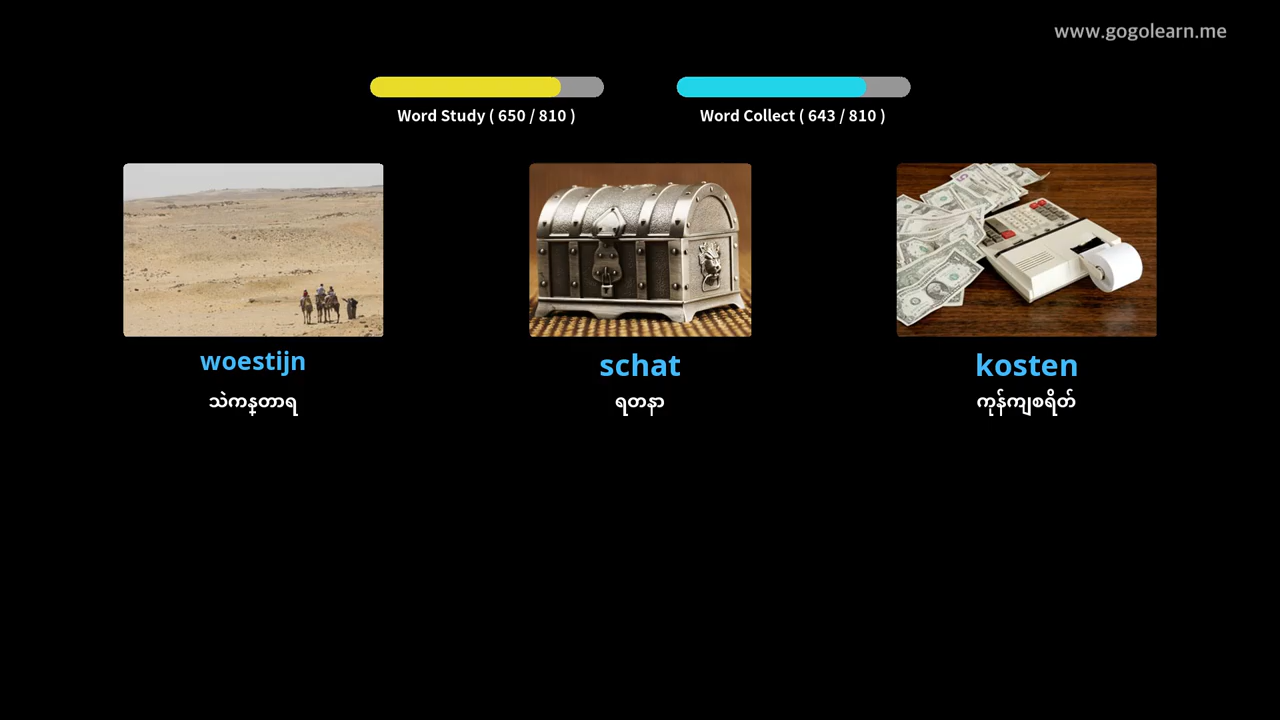 www.gogolearn.me
Word Study ( 650 / 810 )
Word Collect ( 643 / 810 )
woestijn
သဲကန္တာရ
schat
ရတနာ
kosten
ကုန်ကျစရိတ်